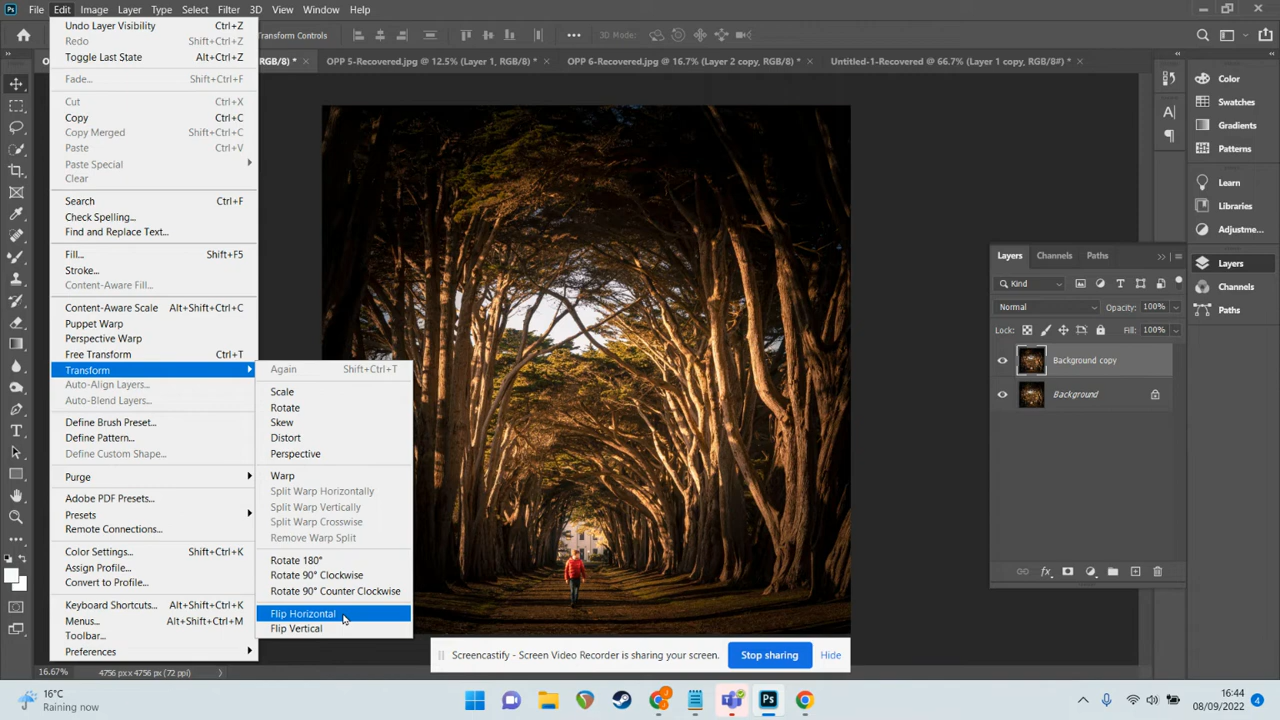 Ps File Edit Image Layer Type Select Filter 3D View Window Help
Transform Controls 3D Mode:
RGB/8) * × OPP 5-Recovered.jpg @ 12.5% (Layer 1, RGB/8) * × OPP 6-Recovered.jpg @ 16.7% (Layer 2 copy, RGB/8) * × Untitled-1-Recovered @ 66.7% (Layer 1 copy, RGB/8#) * ×
Undo Layer Visibility Ctrl+Z
Redo Shift+Ctrl+Z
Toggle Last State Alt+Ctrl+Z
Fade... Shift+Ctrl+F
Cut Ctrl+X
Copy Ctrl+C
Copy Merged Shift+Ctrl+C
Paste Ctrl+V
Paste Special
Clear
Search Ctrl+F
Check Spelling...
Find and Replace Text...
Fill... Shift+F5
Stroke...
Content-Aware Fill...
Content-Aware Scale Alt+Shift+Ctrl+C
Puppet Warp
Perspective Warp
Free Transform Ctrl+T
Transform
Auto-Align Layers...
Auto-Blend Layers...
Define Brush Preset...
Define Pattern...
Define Custom Shape...
Purge
Adobe PDF Presets...
Presets
Remote Connections...
Color Settings... Shift+Ctrl+K
Assign Profile...
Convert to Profile...
Keyboard Shortcuts... Alt+Shift+Ctrl+K
Menus... Alt+Shift+Ctrl+M
Toolbar...
Preferences
Again Shift+Ctrl+T
Scale
Rotate
Skew
Distort
Perspective
Warp
Split Warp Horizontally
Split Warp Vertically
Split Warp Crosswise
Remove Warp Split
Rotate 180°
Rotate 90° Clockwise
Rotate 90° Counter Clockwise
Flip Horizontal
Flip Vertical
Color
Swatches
Gradients
Patterns
Learn
Libraries
Adjustme...
Layers
Channels
Paths
Layers Channels Paths
Kind
Normal Opacity: 100%
Lock: Fill: 100%
Background copy
Background
Screencastify - Screen Video Recorder is sharing your screen. Stop sharing Hide
16.67% 4756 px x 4756 px (72 ppi)
16°C
Raining now
16:44
08/09/2022
4